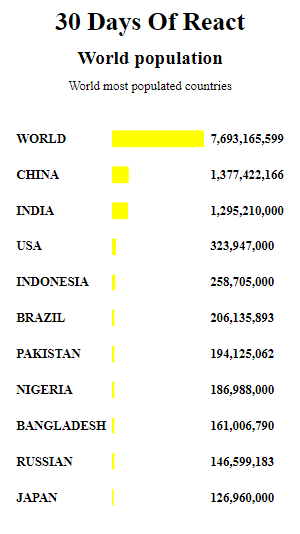 30 Days Of React
World population
World most populated countries
WORLD 7,693,165,599
CHINA 1,377,422,166
INDIA 1,295,210,000
USA 323,947,000
INDONESIA 258,705,000
BRAZIL 206,135,893
PAKISTAN 194,125,062
NIGERIA 186,988,000
BANGLADESH 161,006,790
RUSSIAN 146,599,183
JAPAN 126,960,000